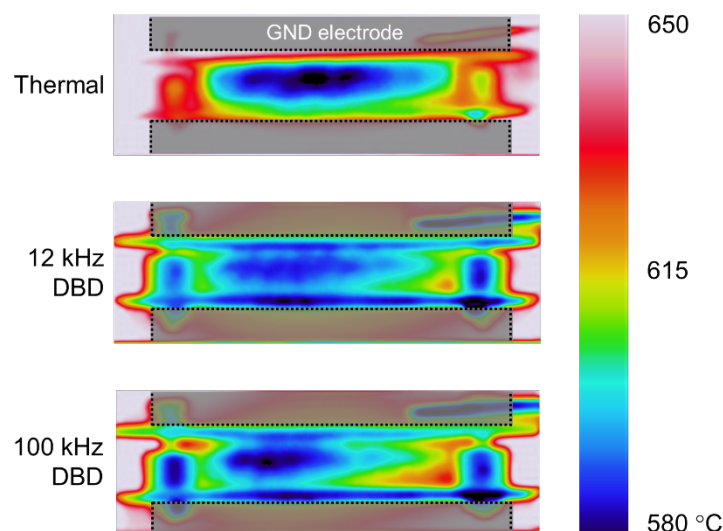 GND electrode
Thermal
12 kHz
DBD
100 kHz
DBD
650
615
580 °C